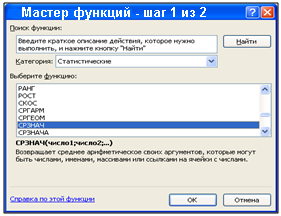 Мастер функций - шаг 1 из 2
Поиск функции:
Введите краткое описание действия, которое нужно
выполнить, и нажмите кнопку "Найти"
Найти
Категория: Статистические
Выберите функцию:
РАНГ
РОСТ
СКОС
СРГАРМ
СРГЕОМ
СРЗНАЧ
СРЗНАЧА
СРЗНАЧ(число1;число2;...)
Возвращает среднее арифметическое своих аргументов, которые могут
быть числами, именами, массивами или ссылками на ячейки с числами.
Справка по этой функции
ОК
Отмена